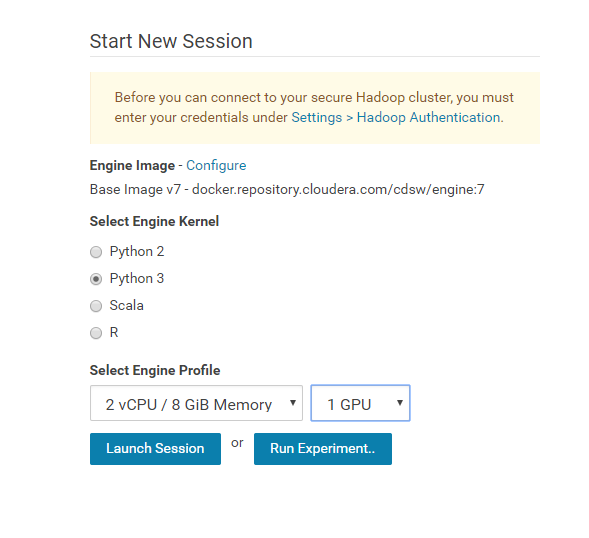 Start New Session
Before you can connect to your secure Hadoop cluster, you must
enter your credentials under Settings > Hadoop Authentication.
Engine Image - Configure
Base Image v7 - docker.repository.cloudera.com/cdsw/engine:7
Select Engine Kernel
Python 2
Python 3
Scala
R
Select Engine Profile
2 vCPU / 8 GiB Memory 1 GPU
Launch Session or Run Experiment..